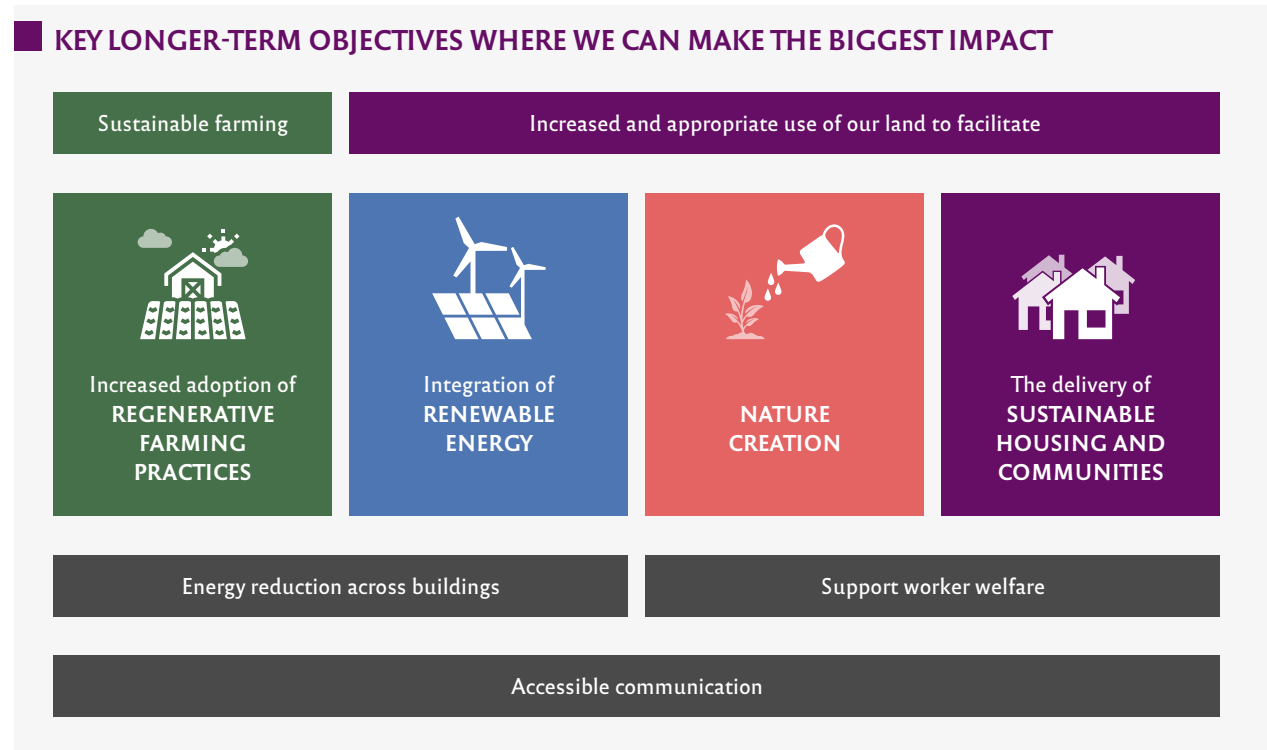 KEY LONGER-TERM OBJECTIVES WHERE WE CAN MAKE THE BIGGEST IMPACT
Sustainable farming
Increased and appropriate use of our land to facilitate
Increased adoption of
REGENERATIVE
FARMING
PRACTICES
Integration of
RENEWABLE
ENERGY
NATURE
CREATION
The delivery of
SUSTAINABLE
HOUSING AND
COMMUNITIES
Energy reduction across buildings
Support worker welfare
Accessible communication